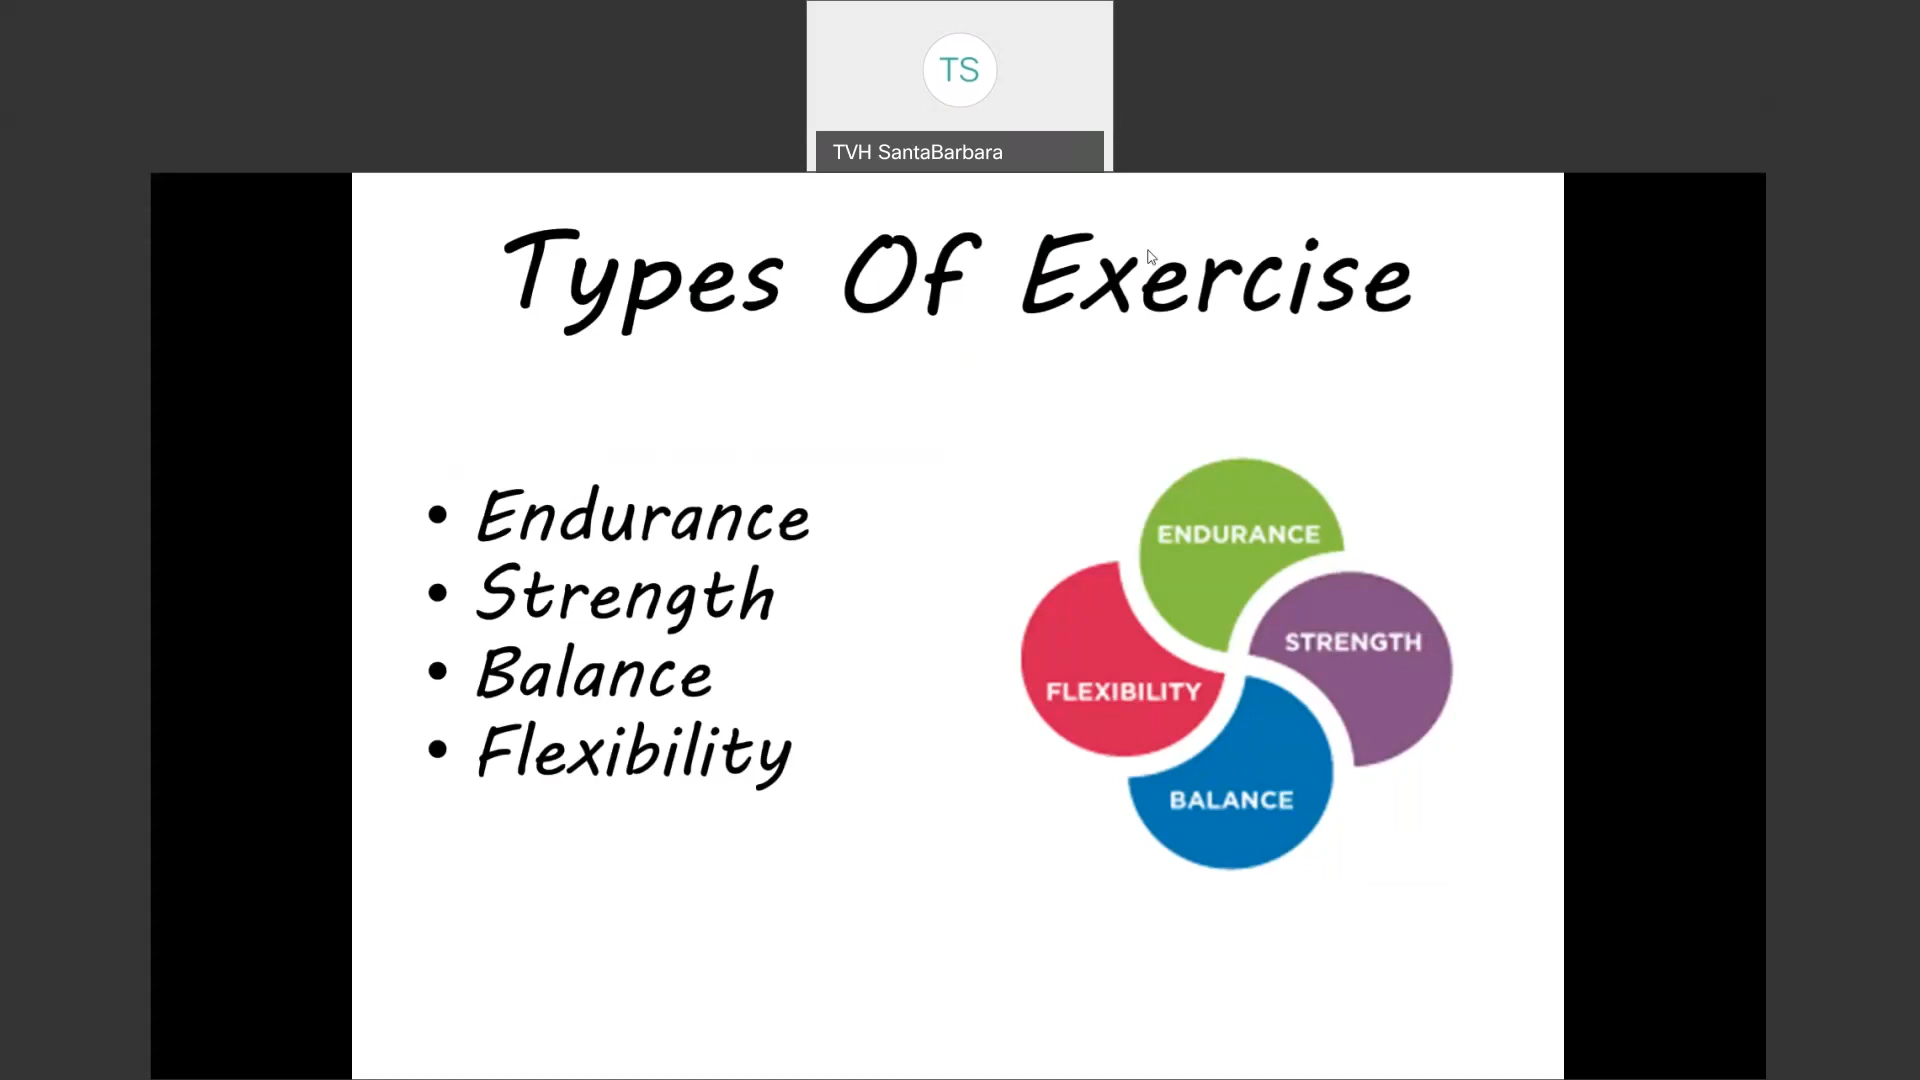 TS
TVH SantaBarbara
Types Of Exercise
• Endurance
• Strength
• Balance
• Flexibility
ENDURANCE
STRENGTH
FLEXIBILITY
BALANCE